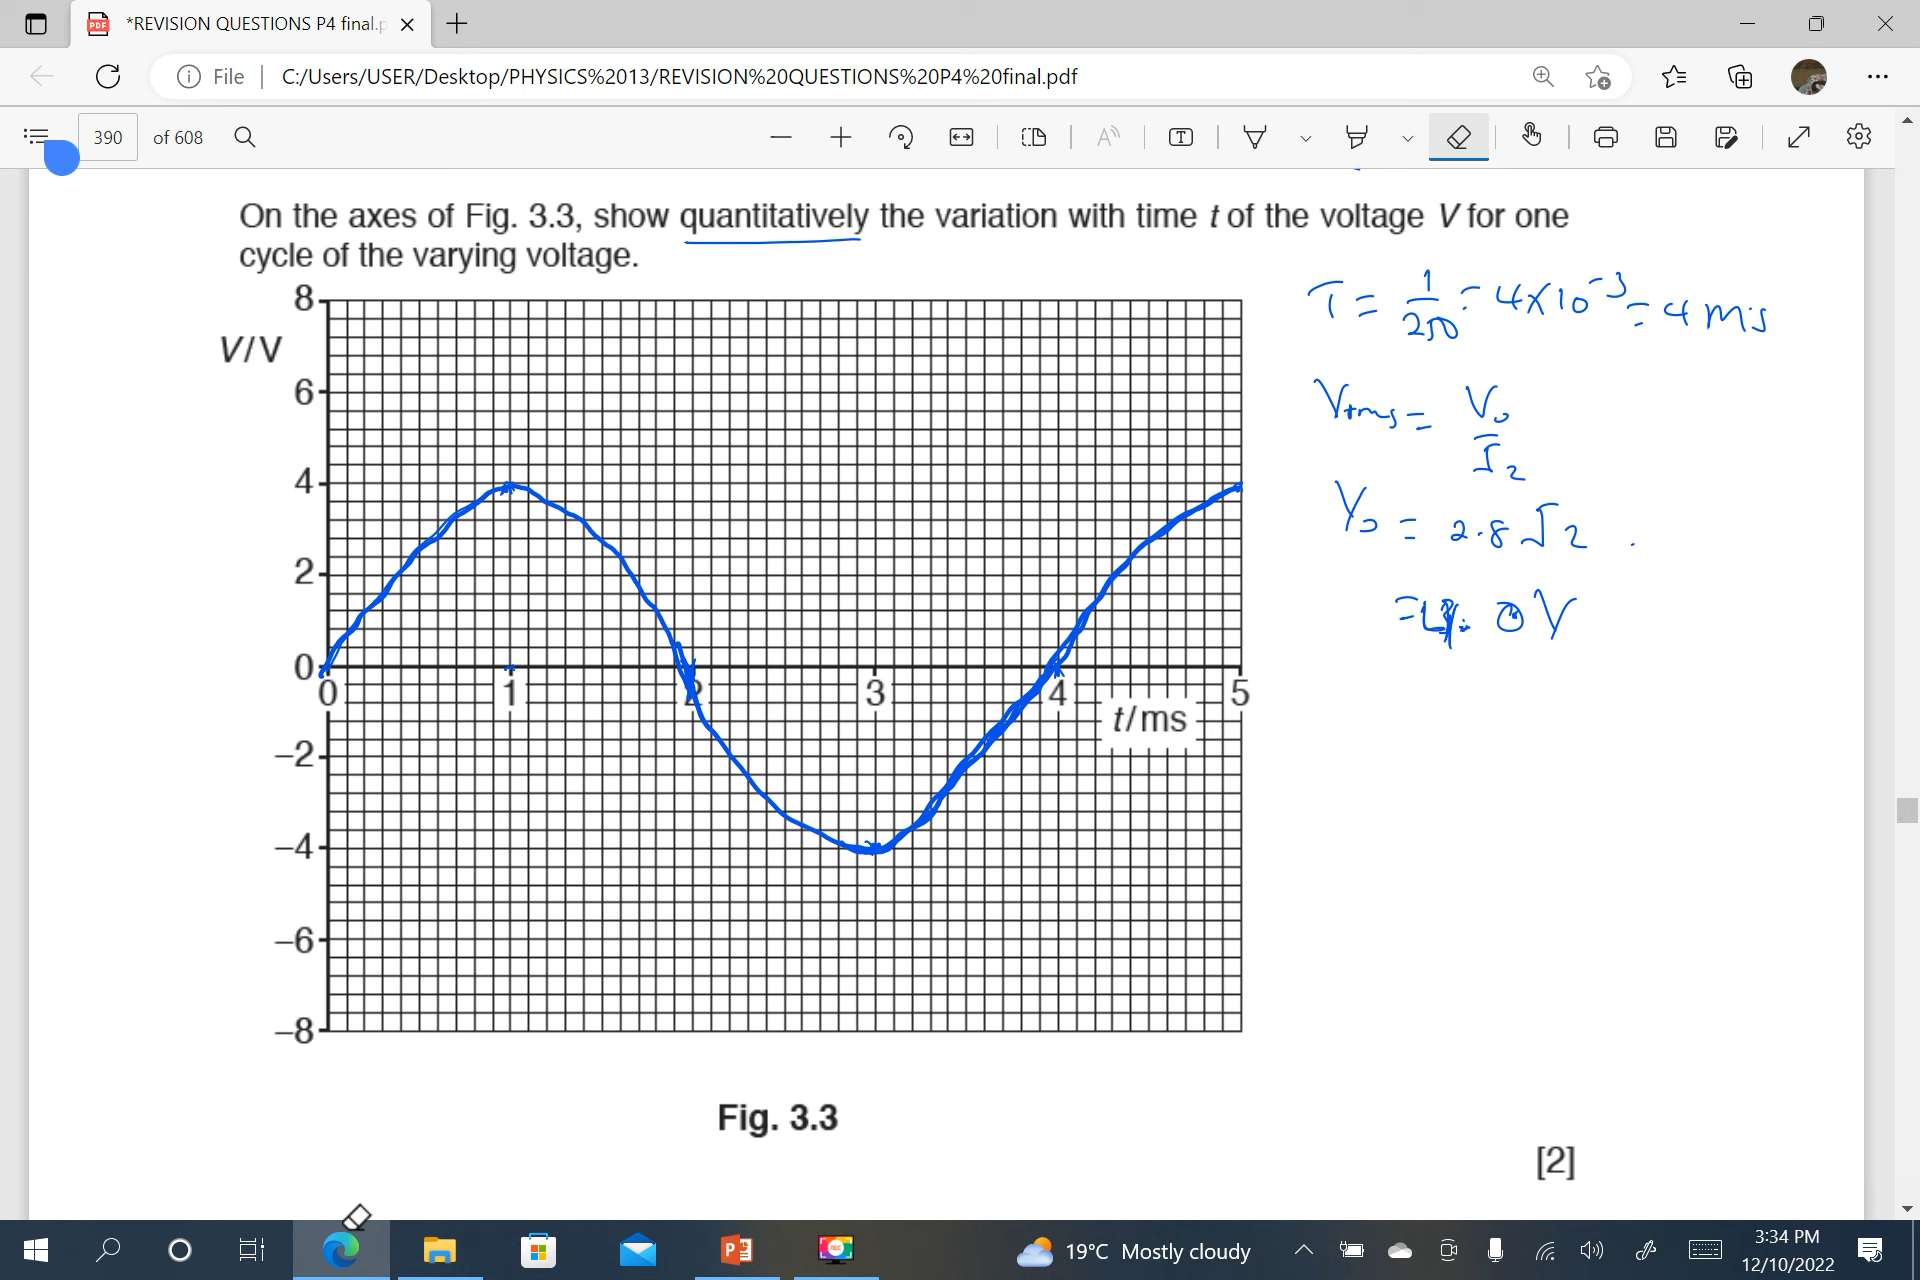 *REVISION QUESTIONS P4 final.p
File
C:/Users/USER/Desktop/PHYSICS%2013/REVISION%20QUESTIONS%20P4%20final.pdf
390 of 608
On the axes of Fig. 3.3, show quantitatively the variation with time t of the voltage V for one
cycle of the varying voltage.
V/V
8
6
4
2
0
−2
−4
−6
−8
0 1 2 3 4 5
t/ms
T = 1/250 = 4×10⁻³ = 4 ms
Vrms = V₀/√2
V₀ = 2.8√2
= 4.0V
Fig. 3.3
[2]
19°C Mostly cloudy
3:34 PM
12/10/2022